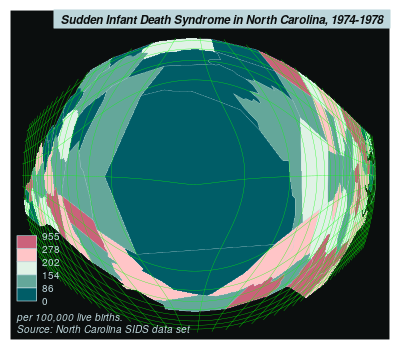 Sudden Infant Death Syndrome in North Carolina, 1974-1978
955
278
202
154
86
0
per 100,000 live births.
Source: North Carolina SIDS data set